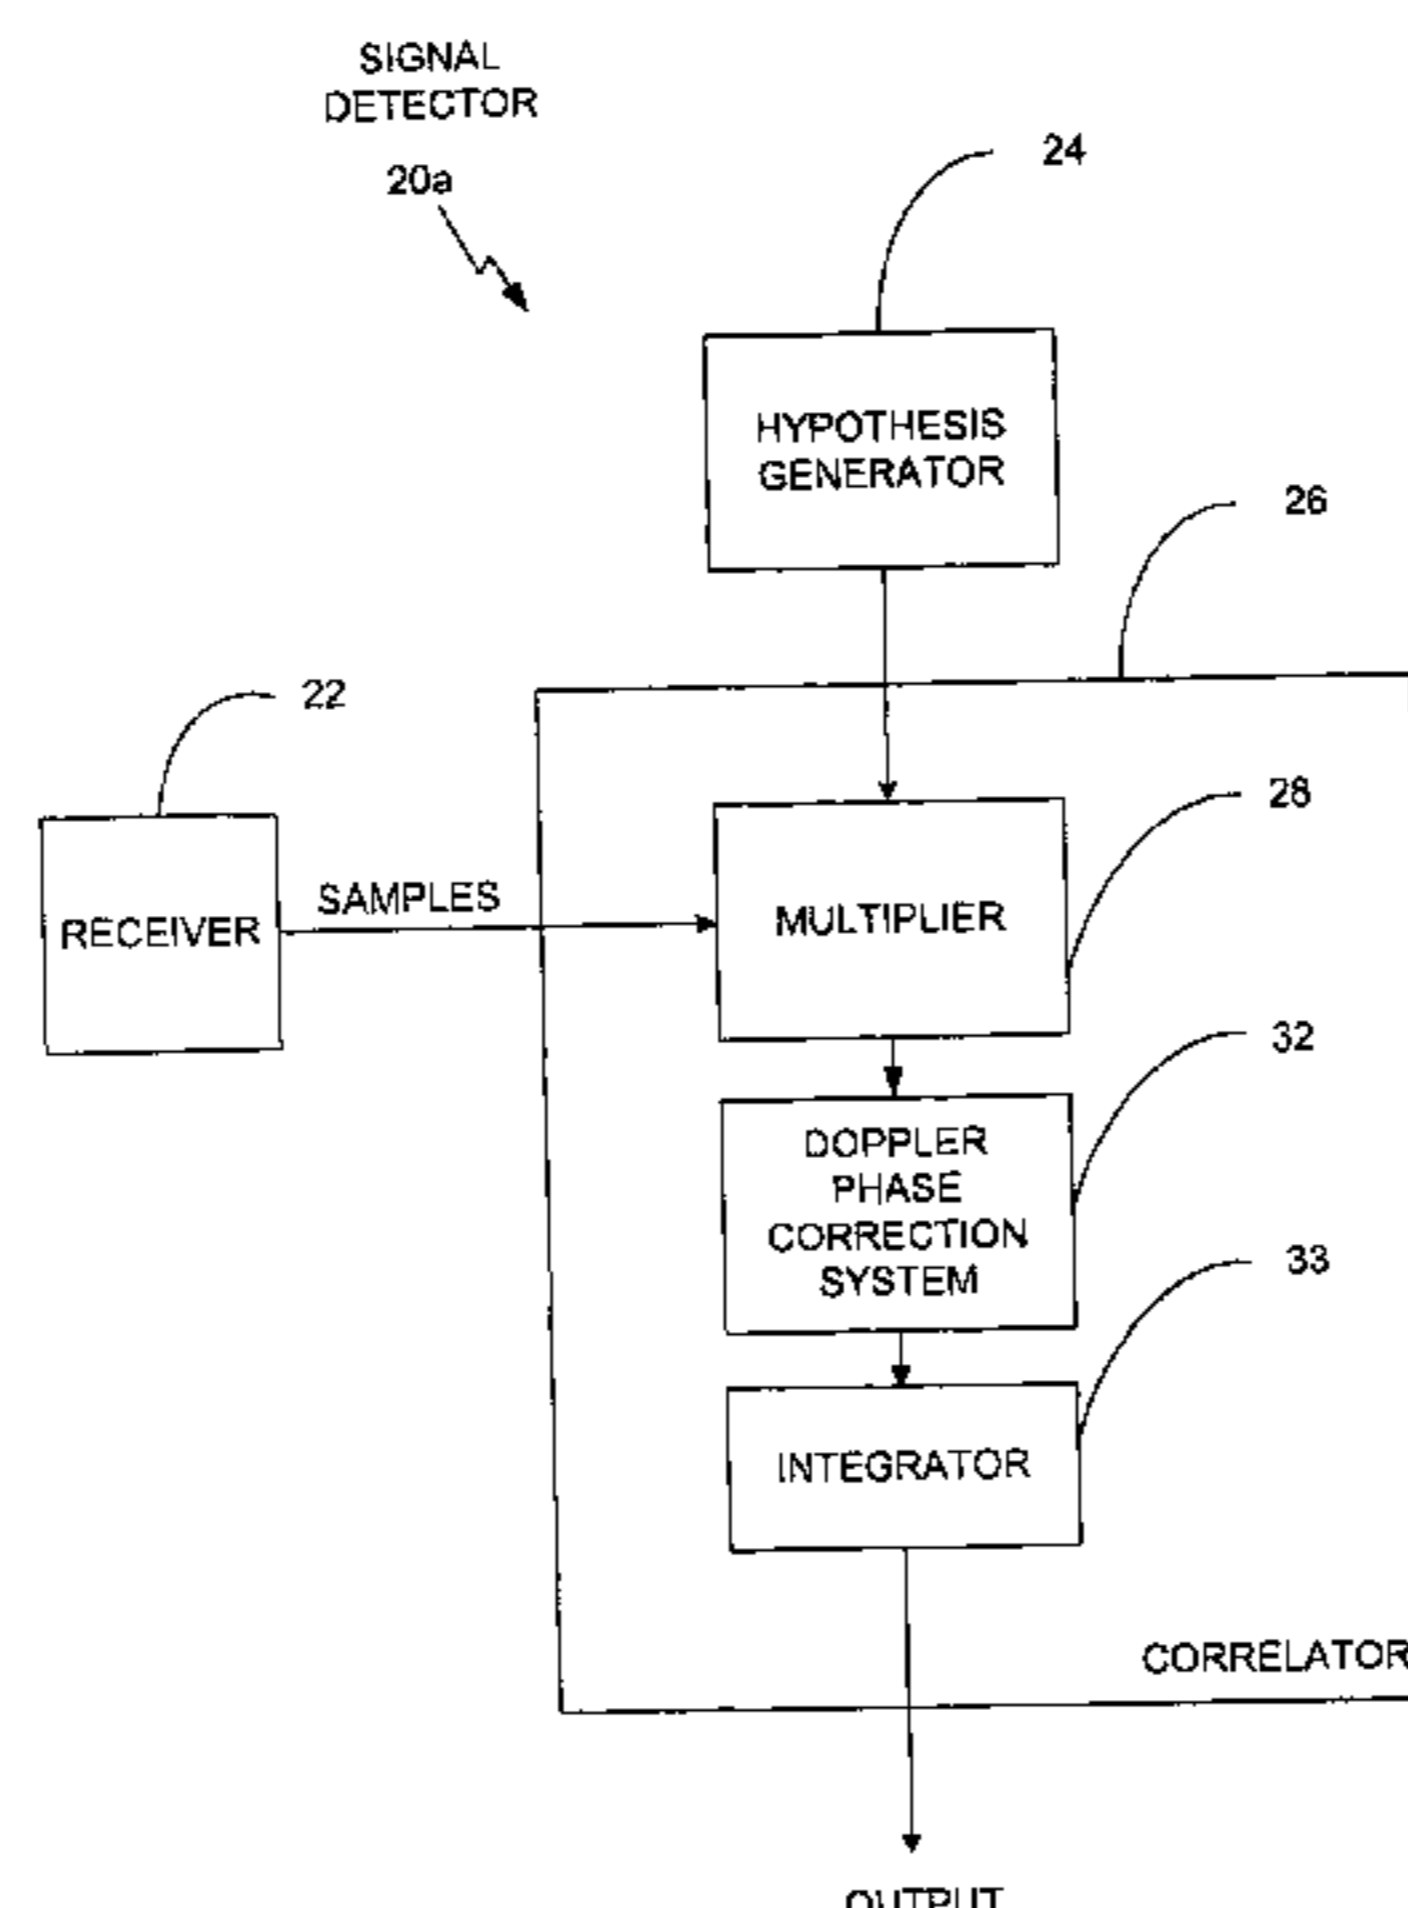 SIGNAL
DETECTOR
20a
24
HYPOTHESIS
GENERATOR
26
22
28
RECEIVER
SAMPLES
MULTIPLIER
32
DOPPLER
PHASE
CORRECTION
SYSTEM
33
INTEGRATOR
CORRELATOR
OUTPUT